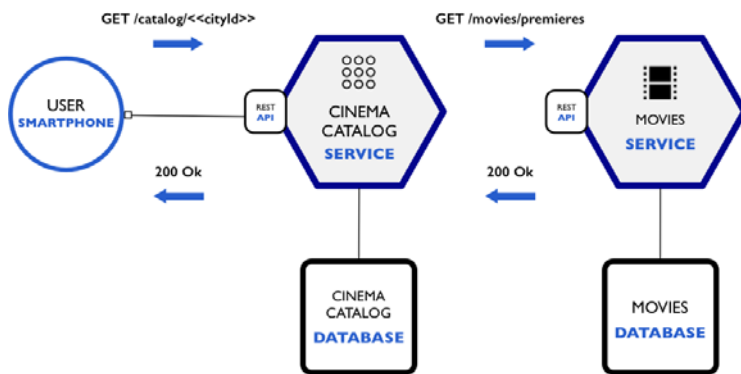 GET /catalog/<<cityId>>
GET /movies/premieres
USER
SMARTPHONE
REST
API
CINEMA
CATALOG
SERVICE
REST
API
MOVIES
SERVICE
200 Ok
200 Ok
CINEMA
CATALOG
DATABASE
MOVIES
DATABASE